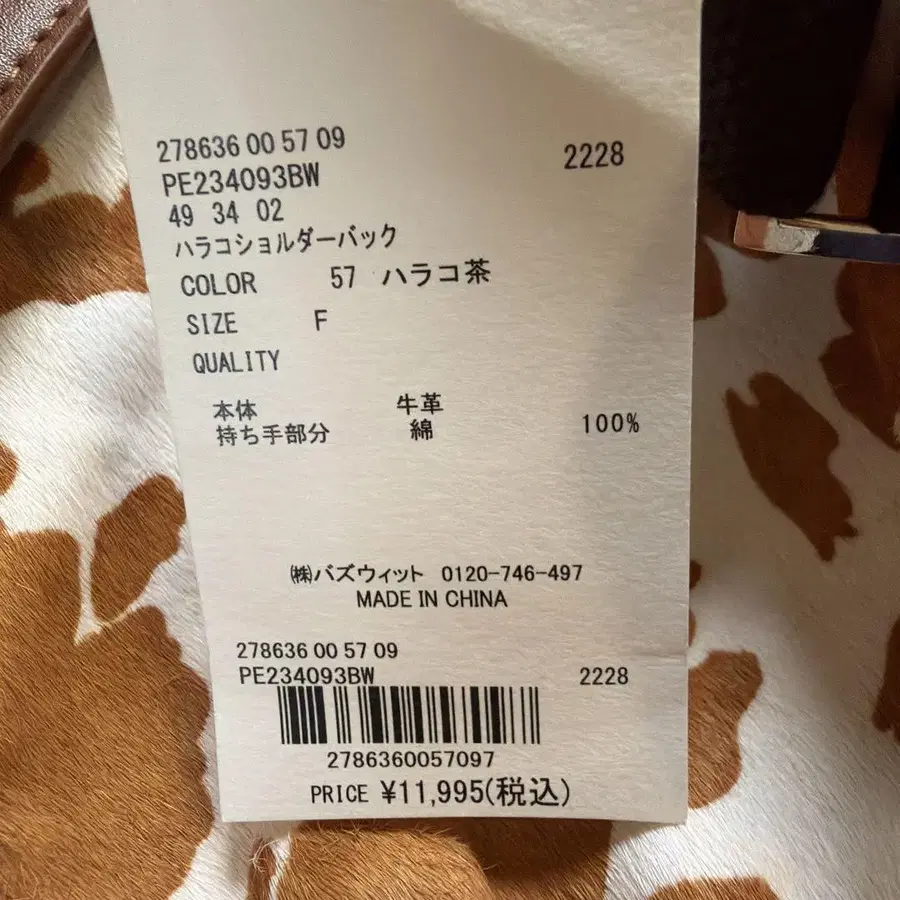 278636 00 57 09
PE234093BW 2228
49 34 02
ハラコショルダーバック
COLOR 57 ハラコ茶
SIZE F
QUALITY
本体 牛革
持ち手部分 綿 100%
㈱バズウィット 0120-746-497
MADE IN CHINA
278636 00 57 09
PE234093BW 2228
2786360057097
PRICE ¥11,995(税込)